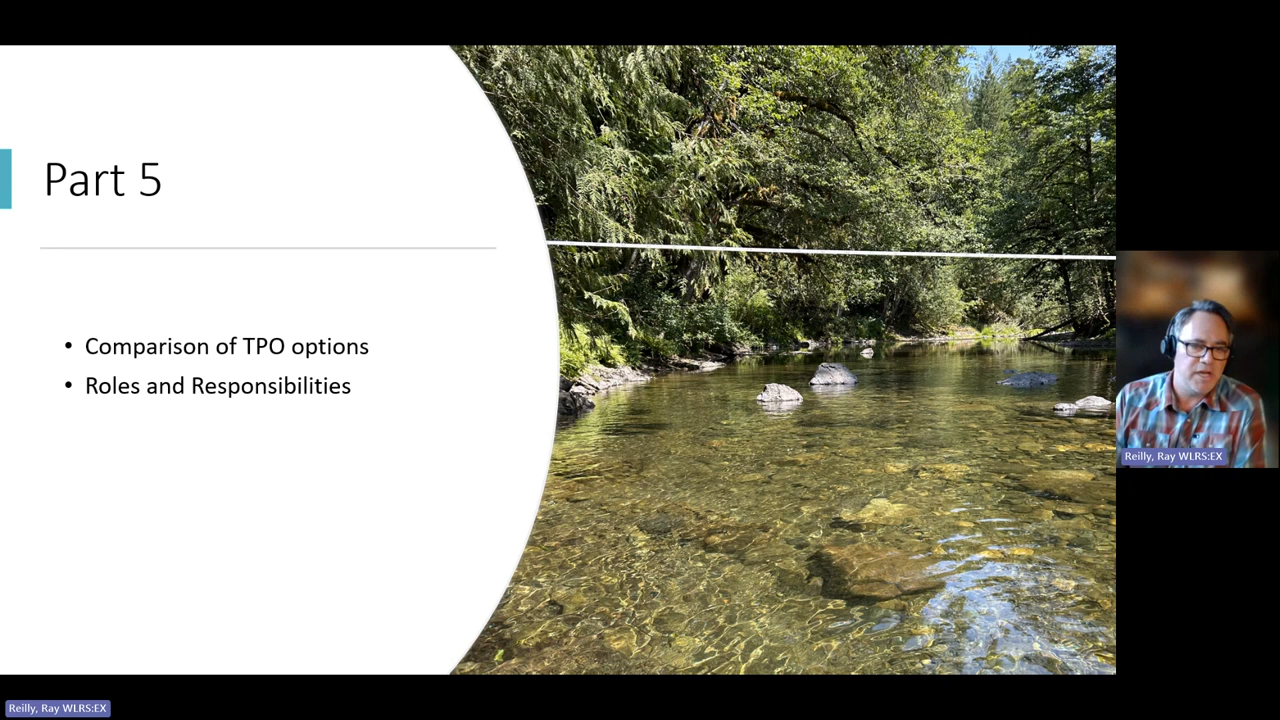 Part 5
• Comparison of TPO options
• Roles and Responsibilities
Reilly, Ray WLRS:EX
Reilly, Ray WLRS:EX